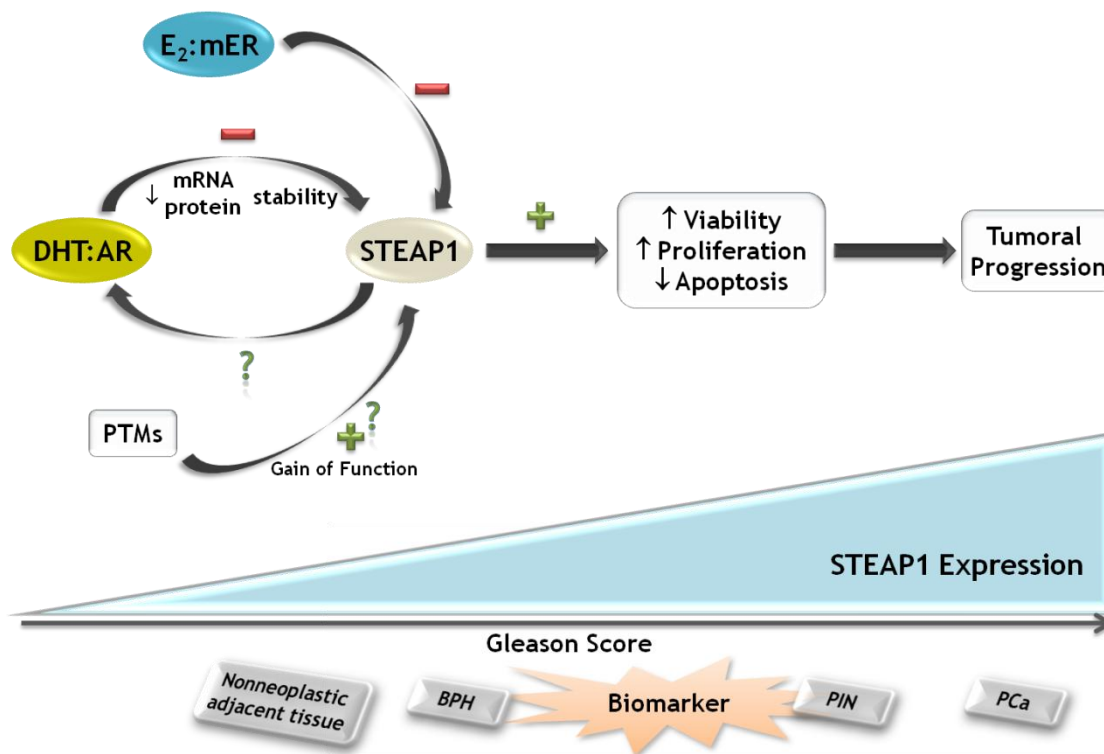 E₂:mER
mRNA
↓ protein stability
DHT:AR
STEAP1
↑ Viability
↑ Proliferation
↓ Apoptosis
Tumoral
Progression
?
PTMs
?
Gain of Function
STEAP1 Expression
Gleason Score
Nonneoplastic
adjacent tissue
BPH
Biomarker
PIN
PCa